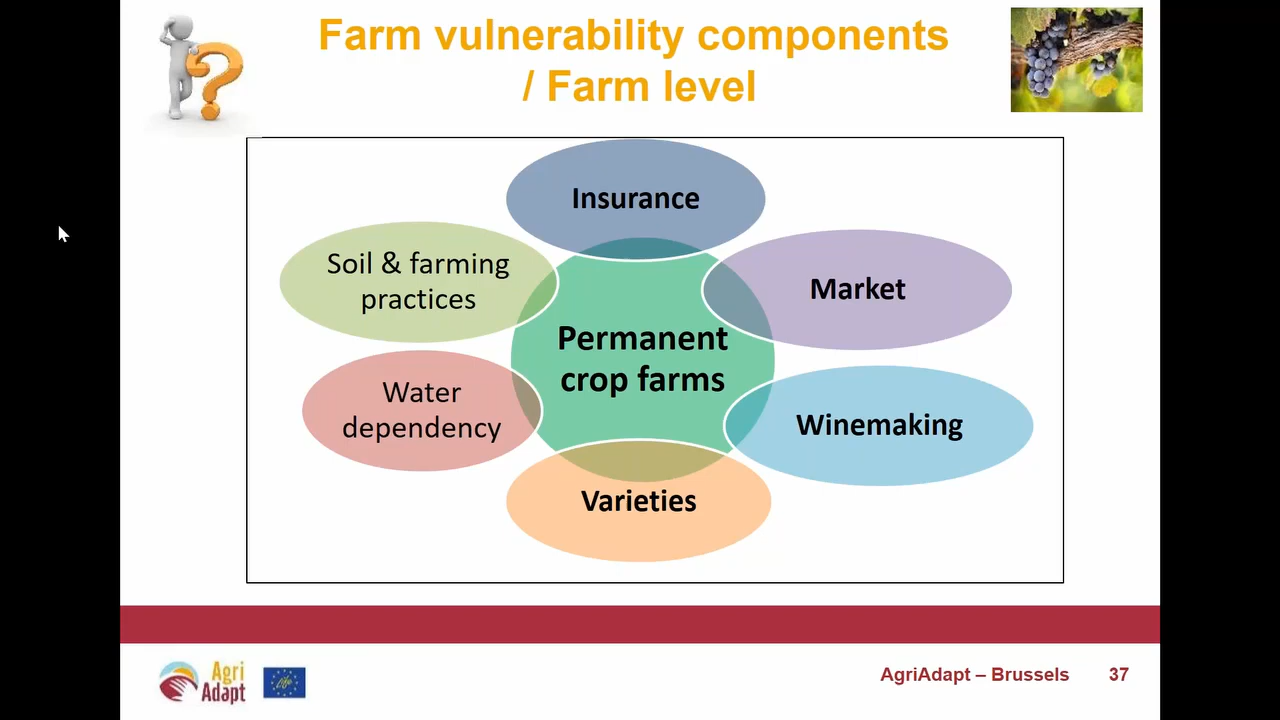 Farm vulnerability components
/ Farm level
Insurance
Soil & farming
practices
Market
Permanent
crop farms
Water
dependency
Winemaking
Varieties
Agri
Adapt
Life
AgriAdapt – Brussels
37